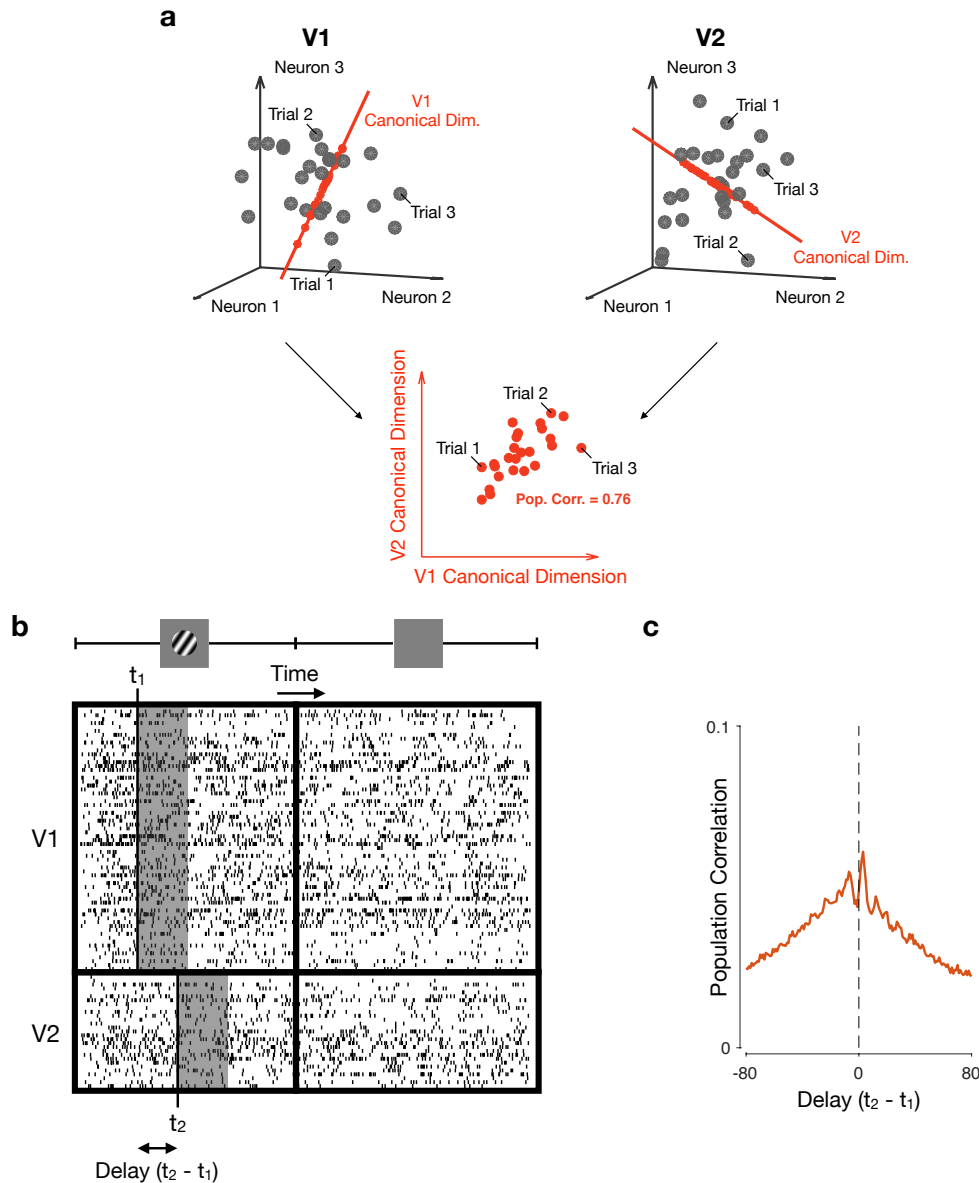 a
V1
V2
Neuron 3
Trial 2
V1
Canonical Dim.
Trial 3
Trial 1
Neuron 1
Neuron 2
Neuron 3
Trial 1
Trial 3
Trial 2
V2
Canonical Dim.
Neuron 1
Neuron 2
V2 Canonical Dimension
Trial 2
Trial 1
Trial 3
Pop. Corr. = 0.76
V1 Canonical Dimension
b
t₁
Time
V1
V2
t₂
Delay (t₂ - t₁)
c
Population Correlation
0.1
0
-80
0
80
Delay (t₂ - t₁)